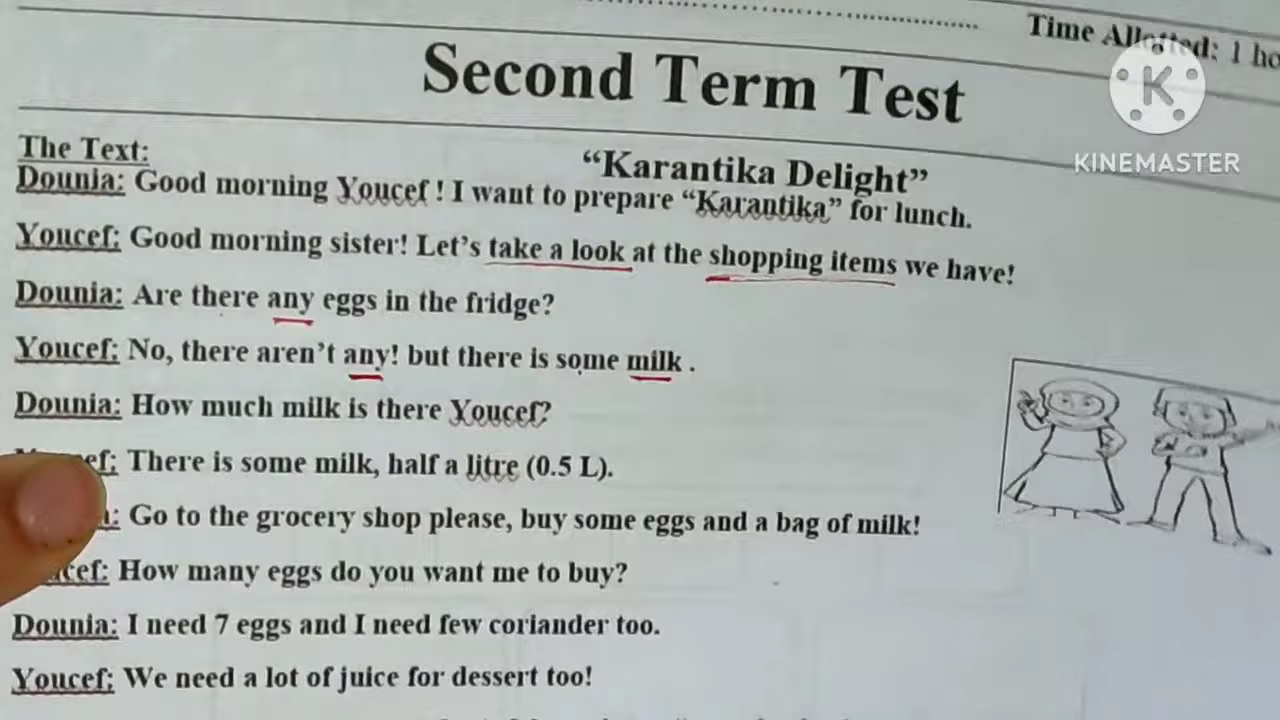 Time Allotted: 1
K
KINEMASTER
Second Term Test
The Text:
“Karantika Delight”
Dounia: Good morning Youcef ! I want to prepare “Karantika” for lunch.
Youcef: Good morning sister! Let’s take a look at the shopping items we have!
Dounia: Are there any eggs in the fridge?
Youcef: No, there aren’t any! but there is some milk .
Dounia: How much milk is there Youcef?
There is some milk, half a litre (0.5 L).
Go to the grocery shop please, buy some eggs and a bag of milk!
How many eggs do you want me to buy?
Dounia: I need 7 eggs and I need few coriander too.
Youcef: We need a lot of juice for dessert too!